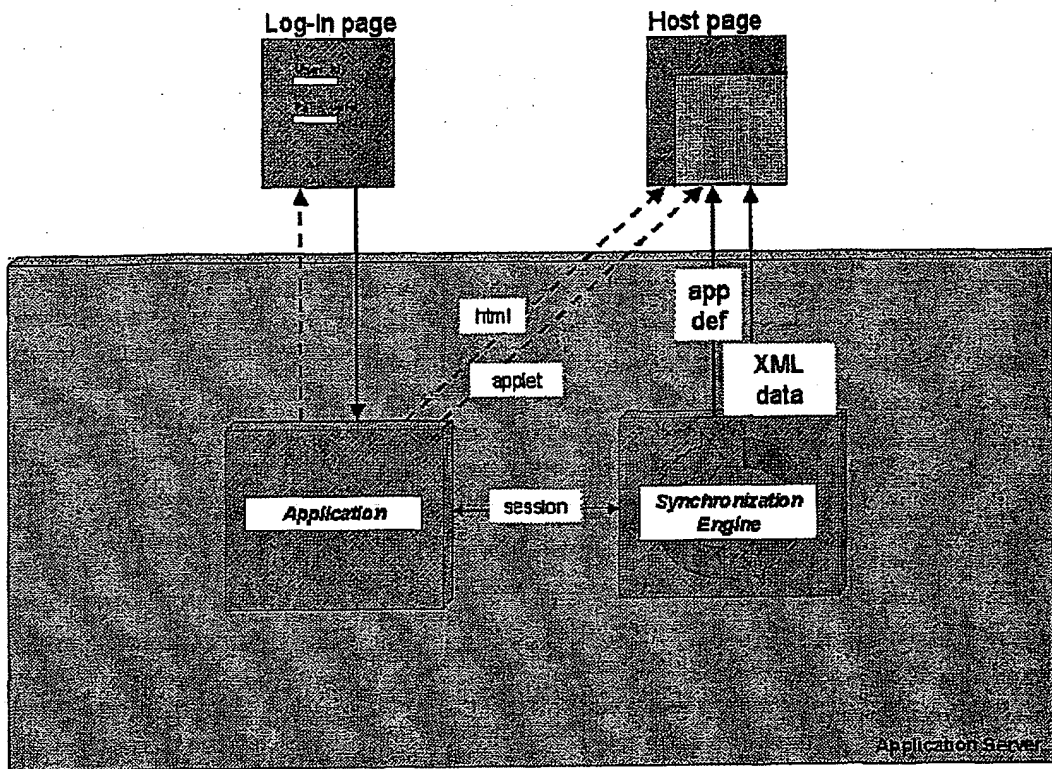 Log-In page
Host page
html
app
def
applet
XML
data
Application
session
Synchronization
Engine
Application Server